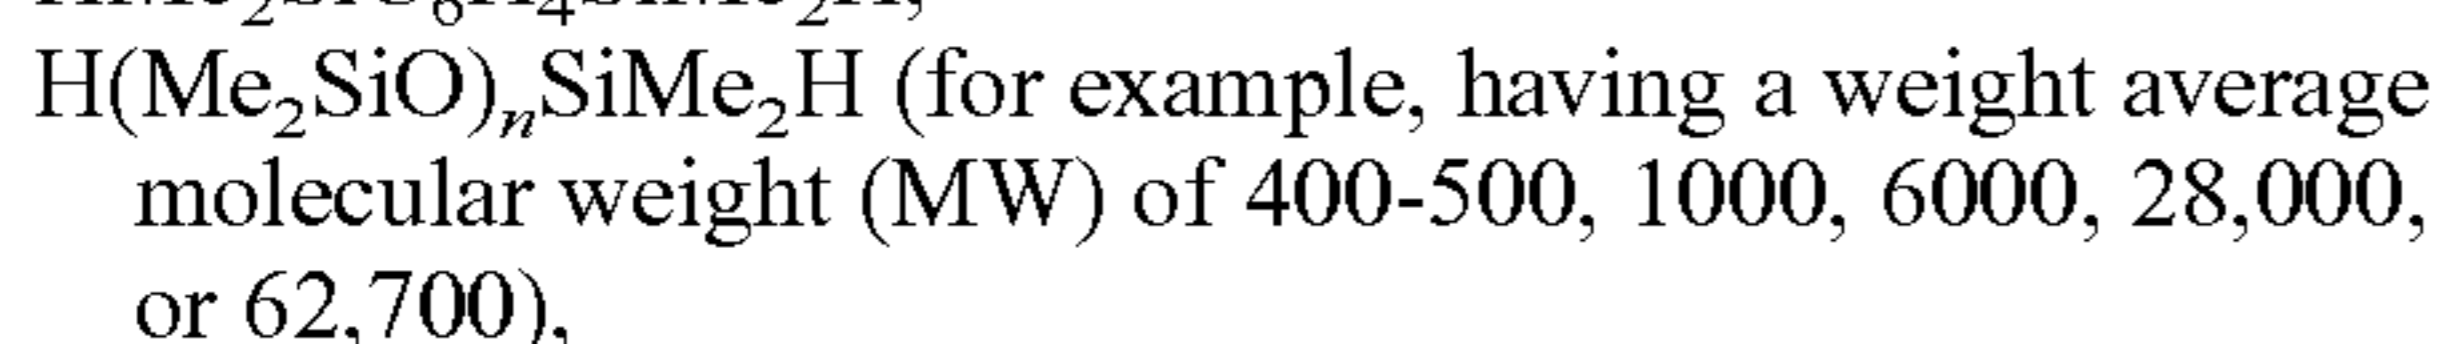 H(Me₂SiO)ₙSiMe₂H (for example, having a weight average
molecular weight (MW) of 400-500, 1000, 6000, 28,000,
or 62,700),